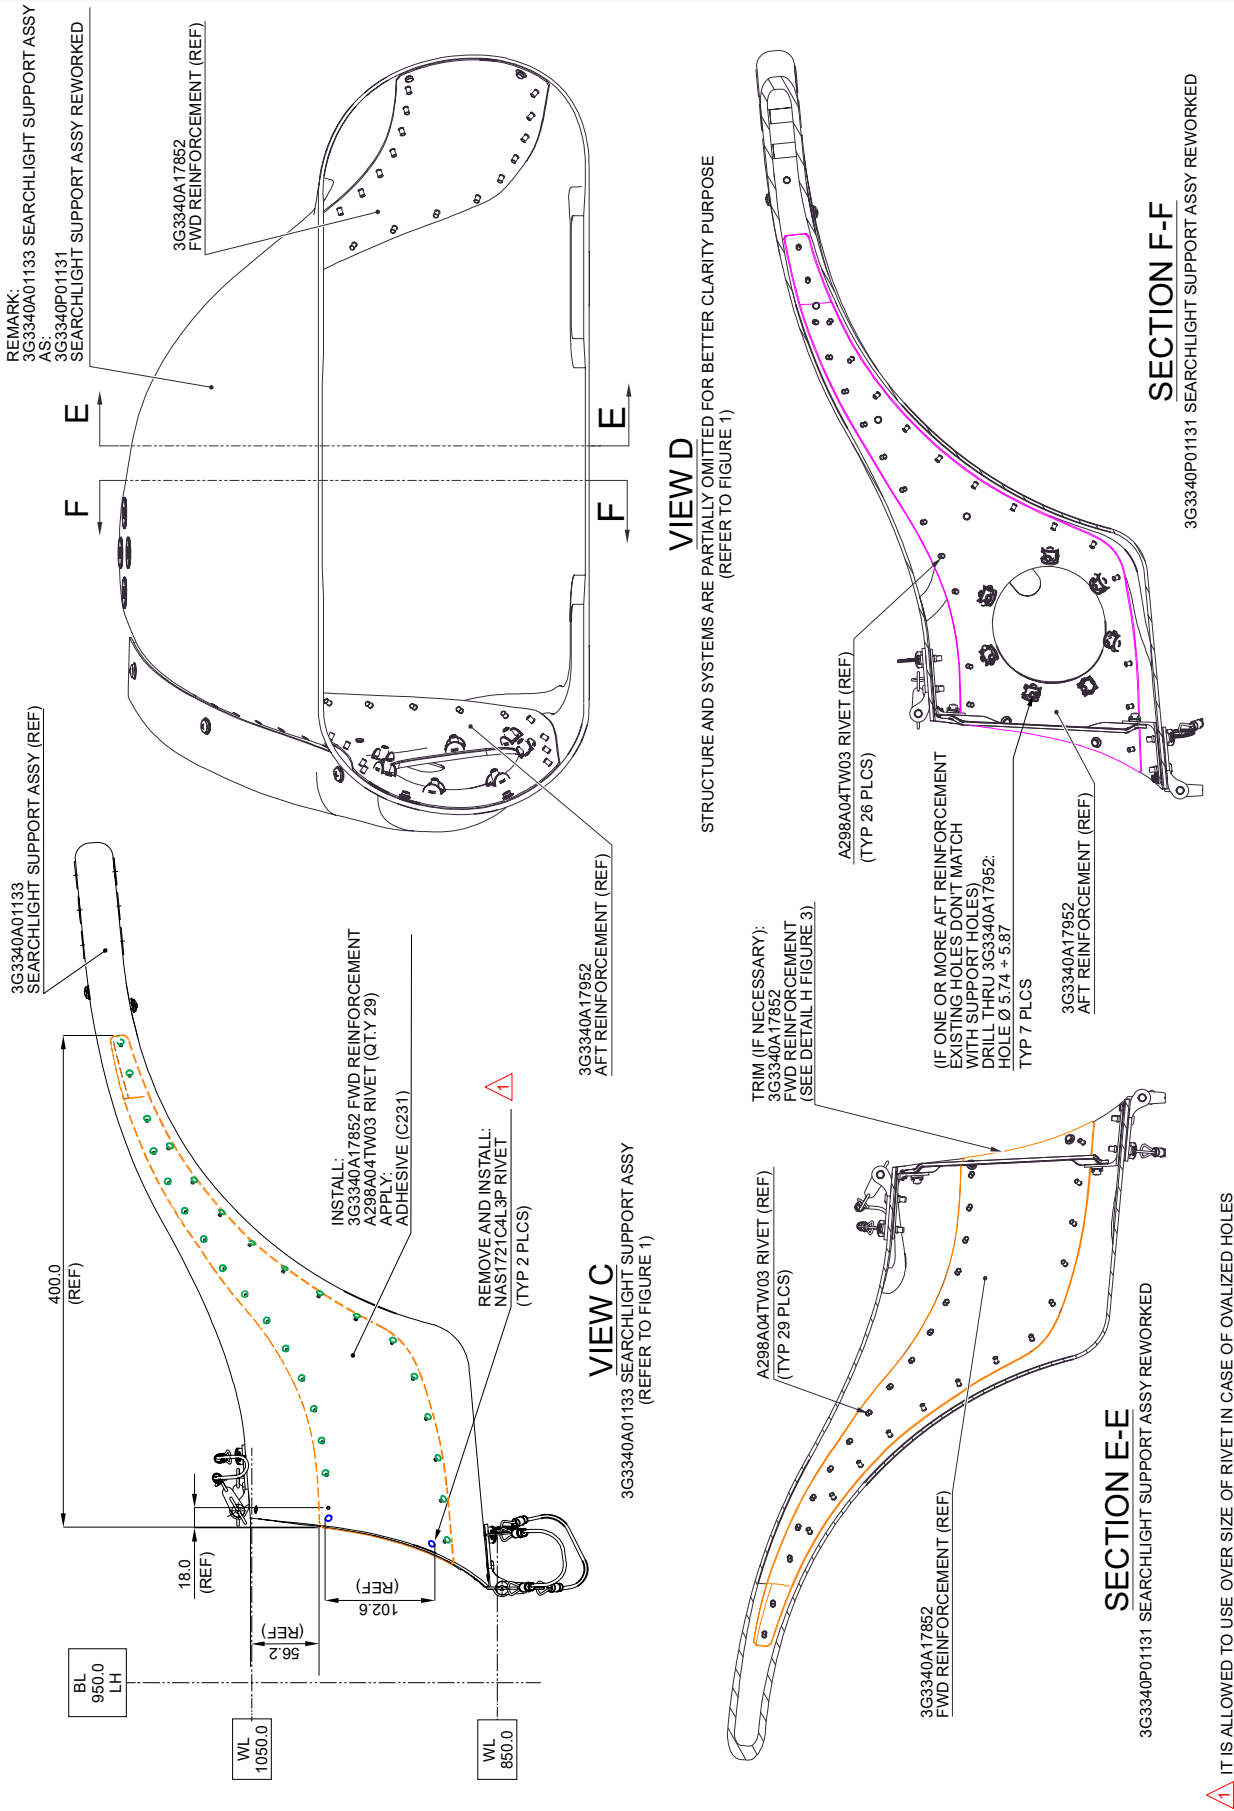 REMARK:
3G3340A01133 SEARCHLIGHT SUPPORT ASSY
AS:
3G3340P01131
SEARCHLIGHT SUPPORT ASSY REWORKED
3G3340A17852
FWD REINFORCEMENT (REF)
E
E
F
F
3G3340A17952
AFT REINFORCEMENT (REF)
VIEW D
STRUCTURE AND SYSTEMS ARE PARTIALLY OMITTED FOR BETTER CLARITY PURPOSE
(REFER TO FIGURE 1)
3G3340A01133
SEARCHLIGHT SUPPORT ASSY (REF)
400.0
(REF)
18.0
(REF)
56.2
(REF)
102.6
(REF)
BL
950.0
LH
WL
1050.0
WL
850.0
INSTALL:
3G3340A17852 FWD REINFORCEMENT
A298A04TW03 RIVET (QT.Y 29)
APPLY:
ADHESIVE (C231)
REMOVE AND INSTALL:
NAS1721C4L3P RIVET
(TYP 2 PLCS)
1
VIEW C
3G3340A01133 SEARCHLIGHT SUPPORT ASSY
(REFER TO FIGURE 1)
A298A04TW03 RIVET (REF)
(TYP 26 PLCS)
(IF ONE OR MORE AFT REINFORCEMENT
EXISTING HOLES DON'T MATCH
WITH SUPPORT HOLES)
DRILL THRU 3G3340A17952:
HOLE Ø 5.74 ÷ 5.87
TYP 7 PLCS
3G3340A17952
AFT REINFORCEMENT (REF)
SECTION F-F
3G3340P01131 SEARCHLIGHT SUPPORT ASSY REWORKED
TRIM (IF NECESSARY):
3G3340A17852
FWD REINFORCEMENT
(SEE DETAIL H FIGURE 3)
A298A04TW03 RIVET (REF)
(TYP 29 PLCS)
3G3340A17852
FWD REINFORCEMENT (REF)
SECTION E-E
3G3340P01131 SEARCHLIGHT SUPPORT ASSY REWORKED
1 IT IS ALLOWED TO USE OVER SIZE OF RIVET IN CASE OF OVALIZED HOLES